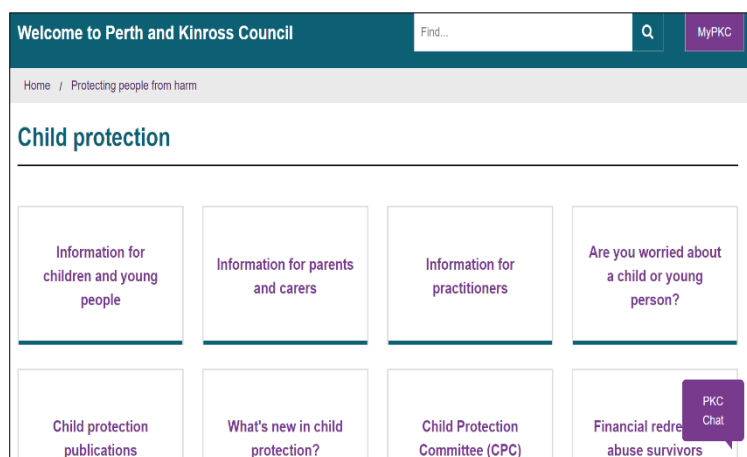 Welcome to Perth and Kinross Council
Find...
MyPKC
Home / Protecting people from harm
Child protection
Information for
children and young
people
Information for parents
and carers
Information for
practitioners
Are you worried about
a child or young
person?
Child protection
publications
What's new in child
protection?
Child Protection
Committee (CPC)
Financial
abuse survivors
PKC
Chat